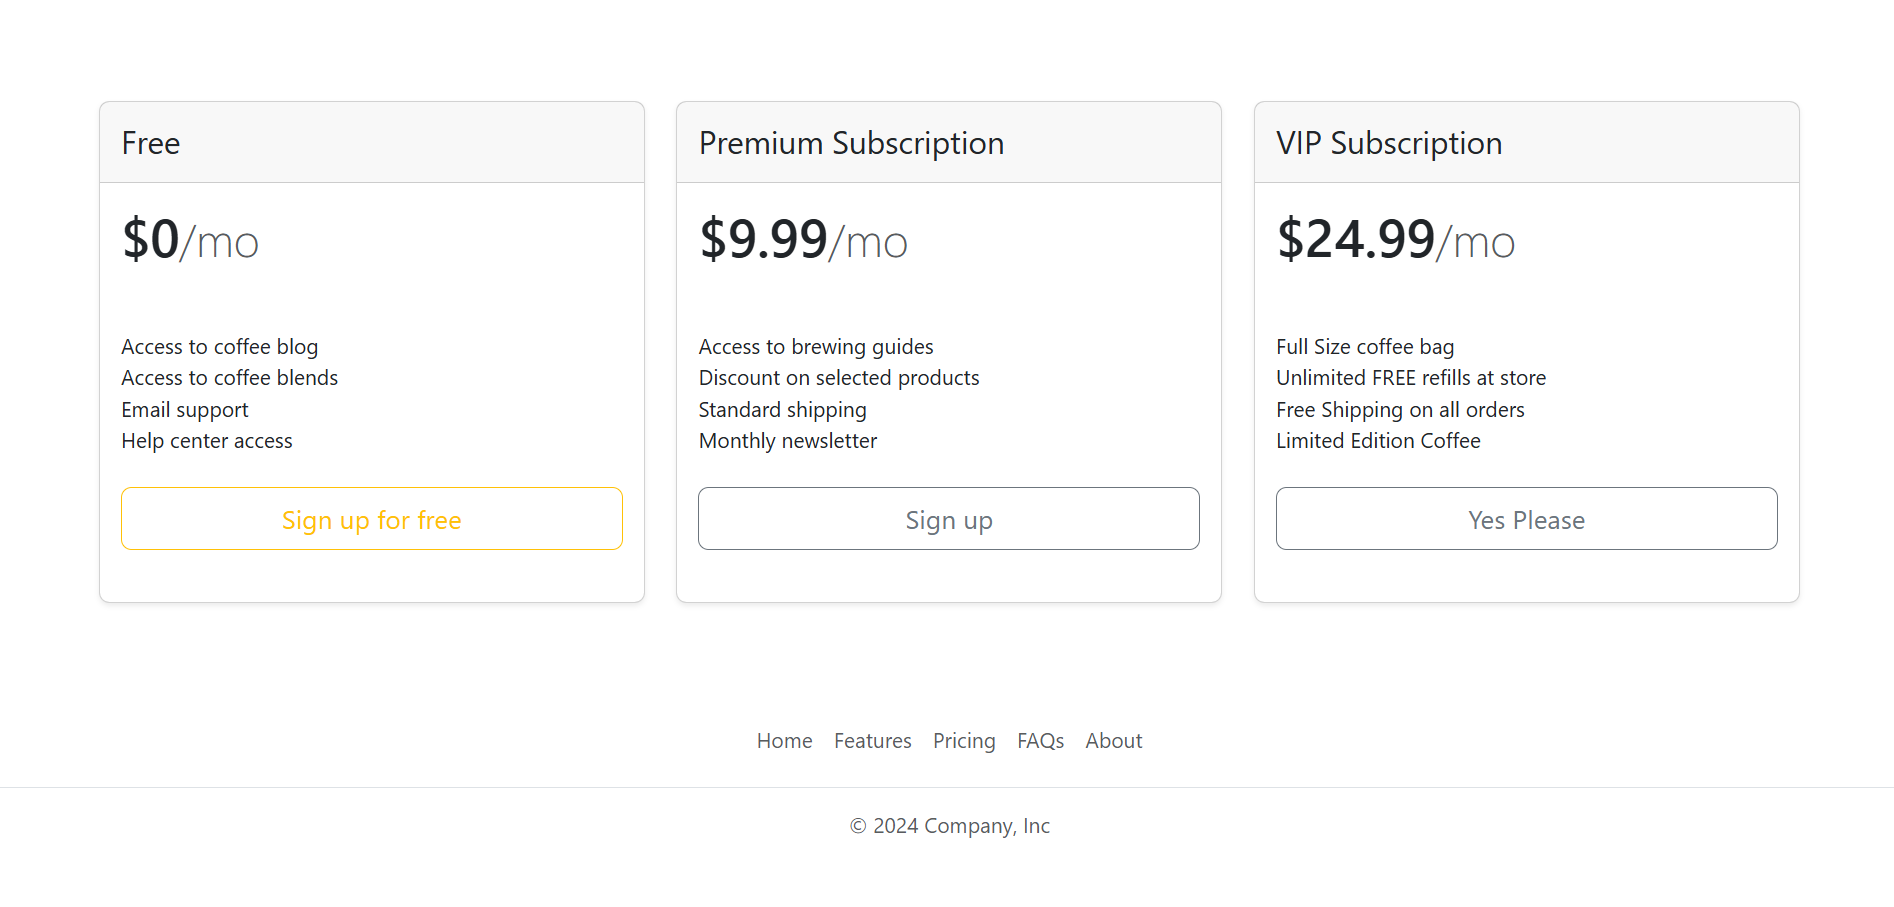 Free
$0/mo
Access to coffee blog
Access to coffee blends
Email support
Help center access
Sign up for free
Premium Subscription
$9.99/mo
Access to brewing guides
Discount on selected products
Standard shipping
Monthly newsletter
Sign up
VIP Subscription
$24.99/mo
Full Size coffee bag
Unlimited FREE refills at store
Free Shipping on all orders
Limited Edition Coffee
Yes Please
Home Features Pricing FAQs About
© 2024 Company, Inc